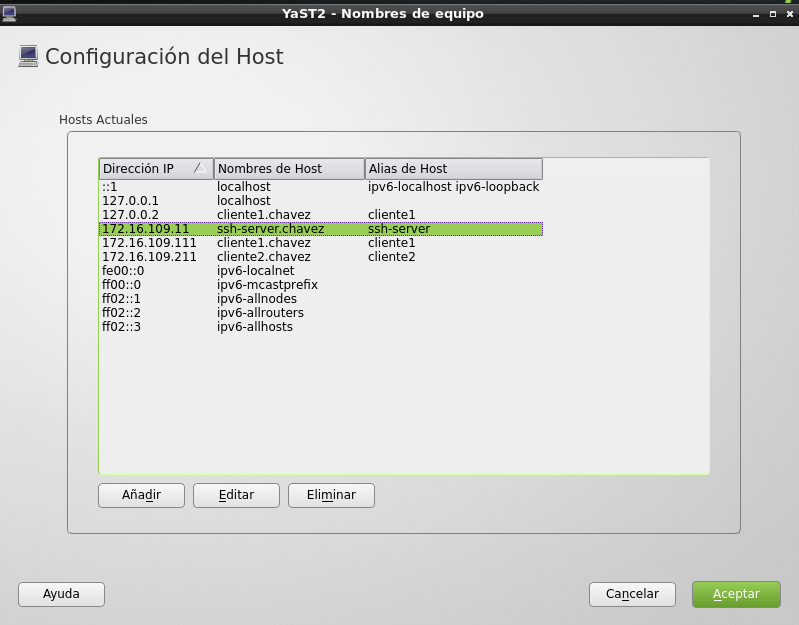 YaST2 - Nombres de equipo
Configuración del Host
Hosts Actuales
Dirección IP Nombres de Host Alias de Host
::1 localhost ipv6-localhost ipv6-loopback
127.0.0.1 localhost
127.0.0.2 cliente1.chavez cliente1
172.16.109.11 ssh-server.chavez ssh-server
172.16.109.111 cliente1.chavez cliente1
172.16.109.211 cliente2.chavez cliente2
fe00::0 ipv6-localnet
ff00::0 ipv6-mcastprefix
ff02::1 ipv6-allnodes
ff02::2 ipv6-allrouters
ff02::3 ipv6-allhosts
Añadir Editar Eliminar
Ayuda Cancelar Aceptar